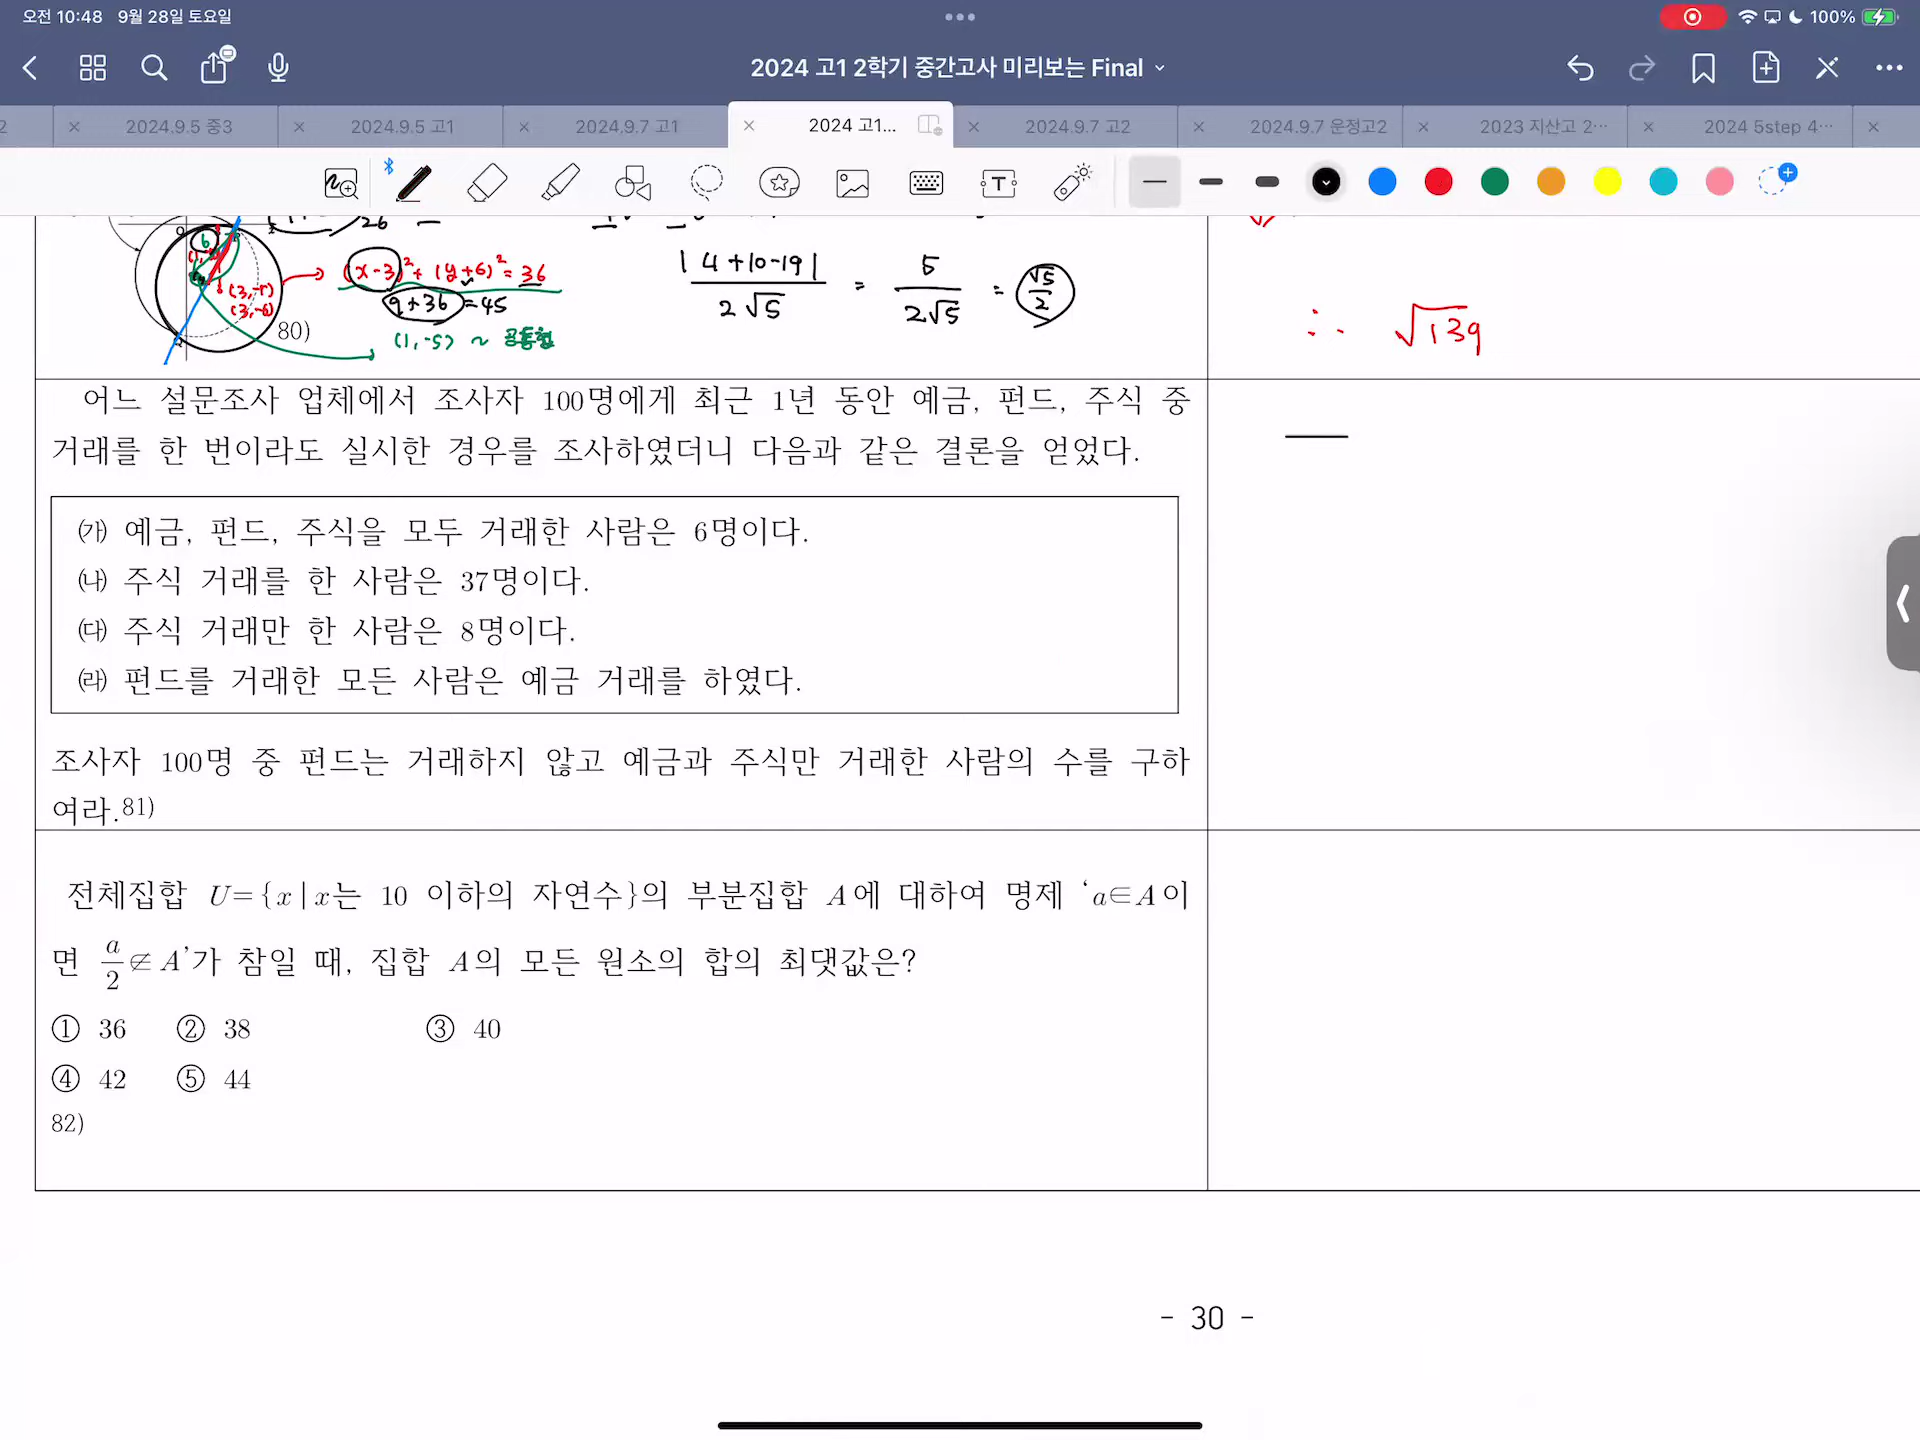 오전 10:48 9월 28일 토요일
100%
2024 고1 2학기 중간고사 미리보는 Final
2
2024.9.5 중3
2024.9.5 고1
2024.9.7 고1
2024 고1...
2024.9.7 고2
2024.9.7 운정고2
2023 지산고 2…
2024 5step 4…
26
6
(x-3)²+(y+6)²=36
9+36=45
(3,-6)
(1,-5) ~ 공통현
80)
|4+10-19| / 2√5 = 5 / 2√5 = √5 / 2
∴ √139
어느 설문조사 업체에서 조사자 100명에게 최근 1년 동안 예금, 펀드, 주식 중
거래를 한 번이라도 실시한 경우를 조사하였더니 다음과 같은 결론을 얻었다.
㈎ 예금, 펀드, 주식을 모두 거래한 사람은 6명이다.
㈏ 주식 거래를 한 사람은 37명이다.
㈐ 주식 거래만 한 사람은 8명이다.
㈑ 펀드를 거래한 모든 사람은 예금 거래를 하였다.
조사자 100명 중 펀드는 거래하지 않고 예금과 주식만 거래한 사람의 수를 구하
여라.81)
전체집합 U={x|x는 10 이하의 자연수}의 부분집합 A에 대하여 명제 ‘a∈A이
면 a/2∉A’가 참일 때, 집합 A의 모든 원소의 합의 최댓값은?
① 36 ② 38 ③ 40
④ 42 ⑤ 44
82)
- 30 -